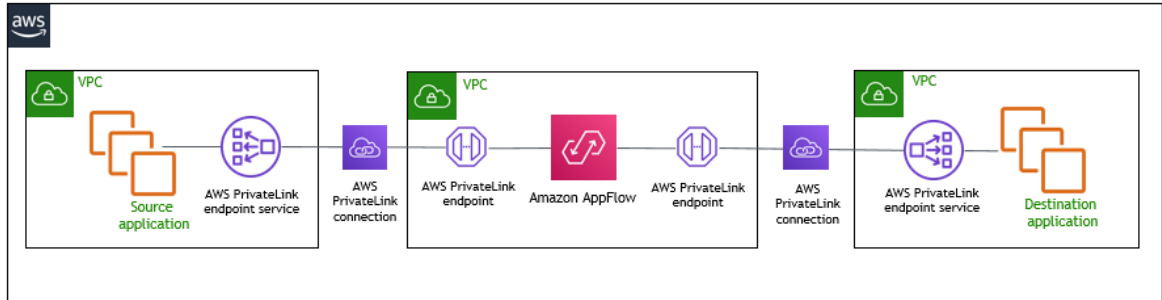 aws
VPC
Source
application
AWS PrivateLink
endpoint service
AWS
PrivateLink
connection
VPC
AWS PrivateLink
endpoint
Amazon AppFlow
AWS PrivateLink
endpoint
AWS
PrivateLink
connection
VPC
AWS PrivateLink
endpoint service
Destination
application